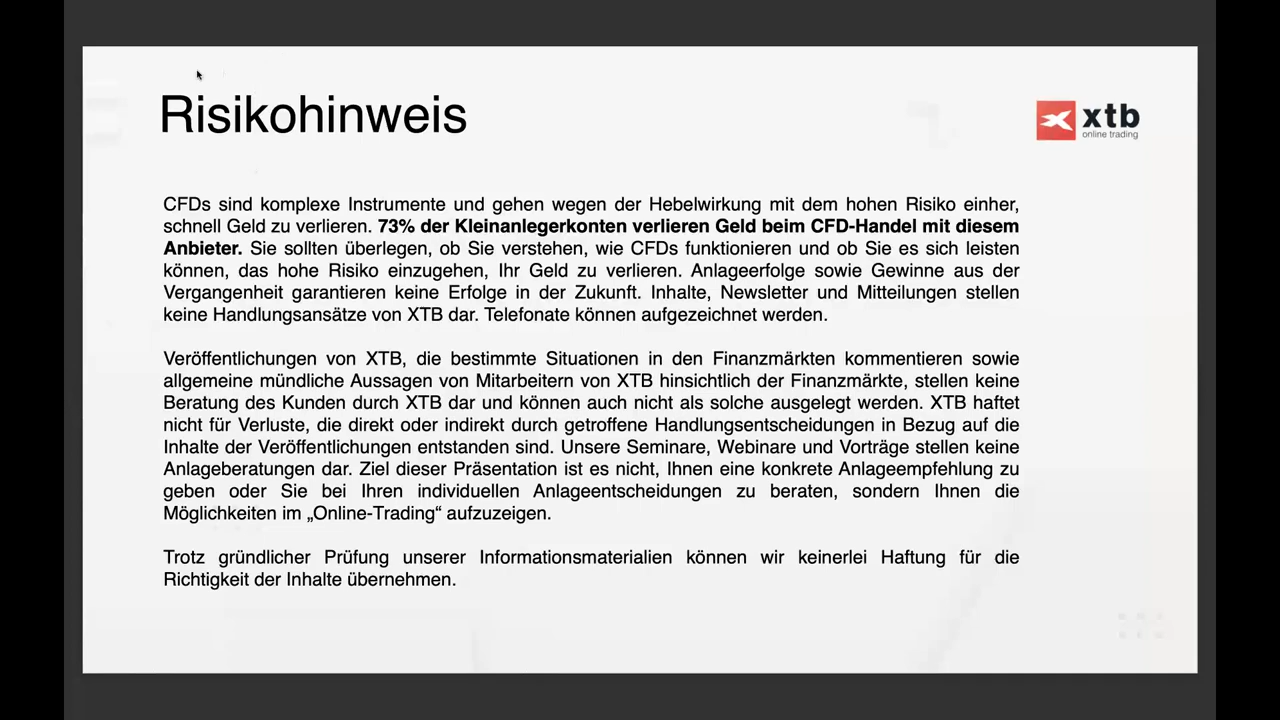 Risikohinweis
xtb
online trading
CFDs sind komplexe Instrumente und gehen wegen der Hebelwirkung mit dem hohen Risiko einher,
schnell Geld zu verlieren. 73% der Kleinanlegerkonten verlieren Geld beim CFD-Handel mit diesem
Anbieter. Sie sollten überlegen, ob Sie verstehen, wie CFDs funktionieren und ob Sie es sich leisten
können, das hohe Risiko einzugehen, Ihr Geld zu verlieren. Anlageerfolge sowie Gewinne aus der
Vergangenheit garantieren keine Erfolge in der Zukunft. Inhalte, Newsletter und Mitteilungen stellen
keine Handlungsansätze von XTB dar. Telefonate können aufgezeichnet werden.
Veröffentlichungen von XTB, die bestimmte Situationen in den Finanzmärkten kommentieren sowie
allgemeine mündliche Aussagen von Mitarbeitern von XTB hinsichtlich der Finanzmärkte, stellen keine
Beratung des Kunden durch XTB dar und können auch nicht als solche ausgelegt werden. XTB haftet
nicht für Verluste, die direkt oder indirekt durch getroffene Handlungsentscheidungen in Bezug auf die
Inhalte der Veröffentlichungen entstanden sind. Unsere Seminare, Webinare und Vorträge stellen keine
Anlageberatungen dar. Ziel dieser Präsentation ist es nicht, Ihnen eine konkrete Anlageempfehlung zu
geben oder Sie bei Ihren individuellen Anlageentscheidungen zu beraten, sondern Ihnen die
Möglichkeiten im „Online-Trading“ aufzuzeigen.
Trotz gründlicher Prüfung unserer Informationsmaterialien können wir keinerlei Haftung für die
Richtigkeit der Inhalte übernehmen.